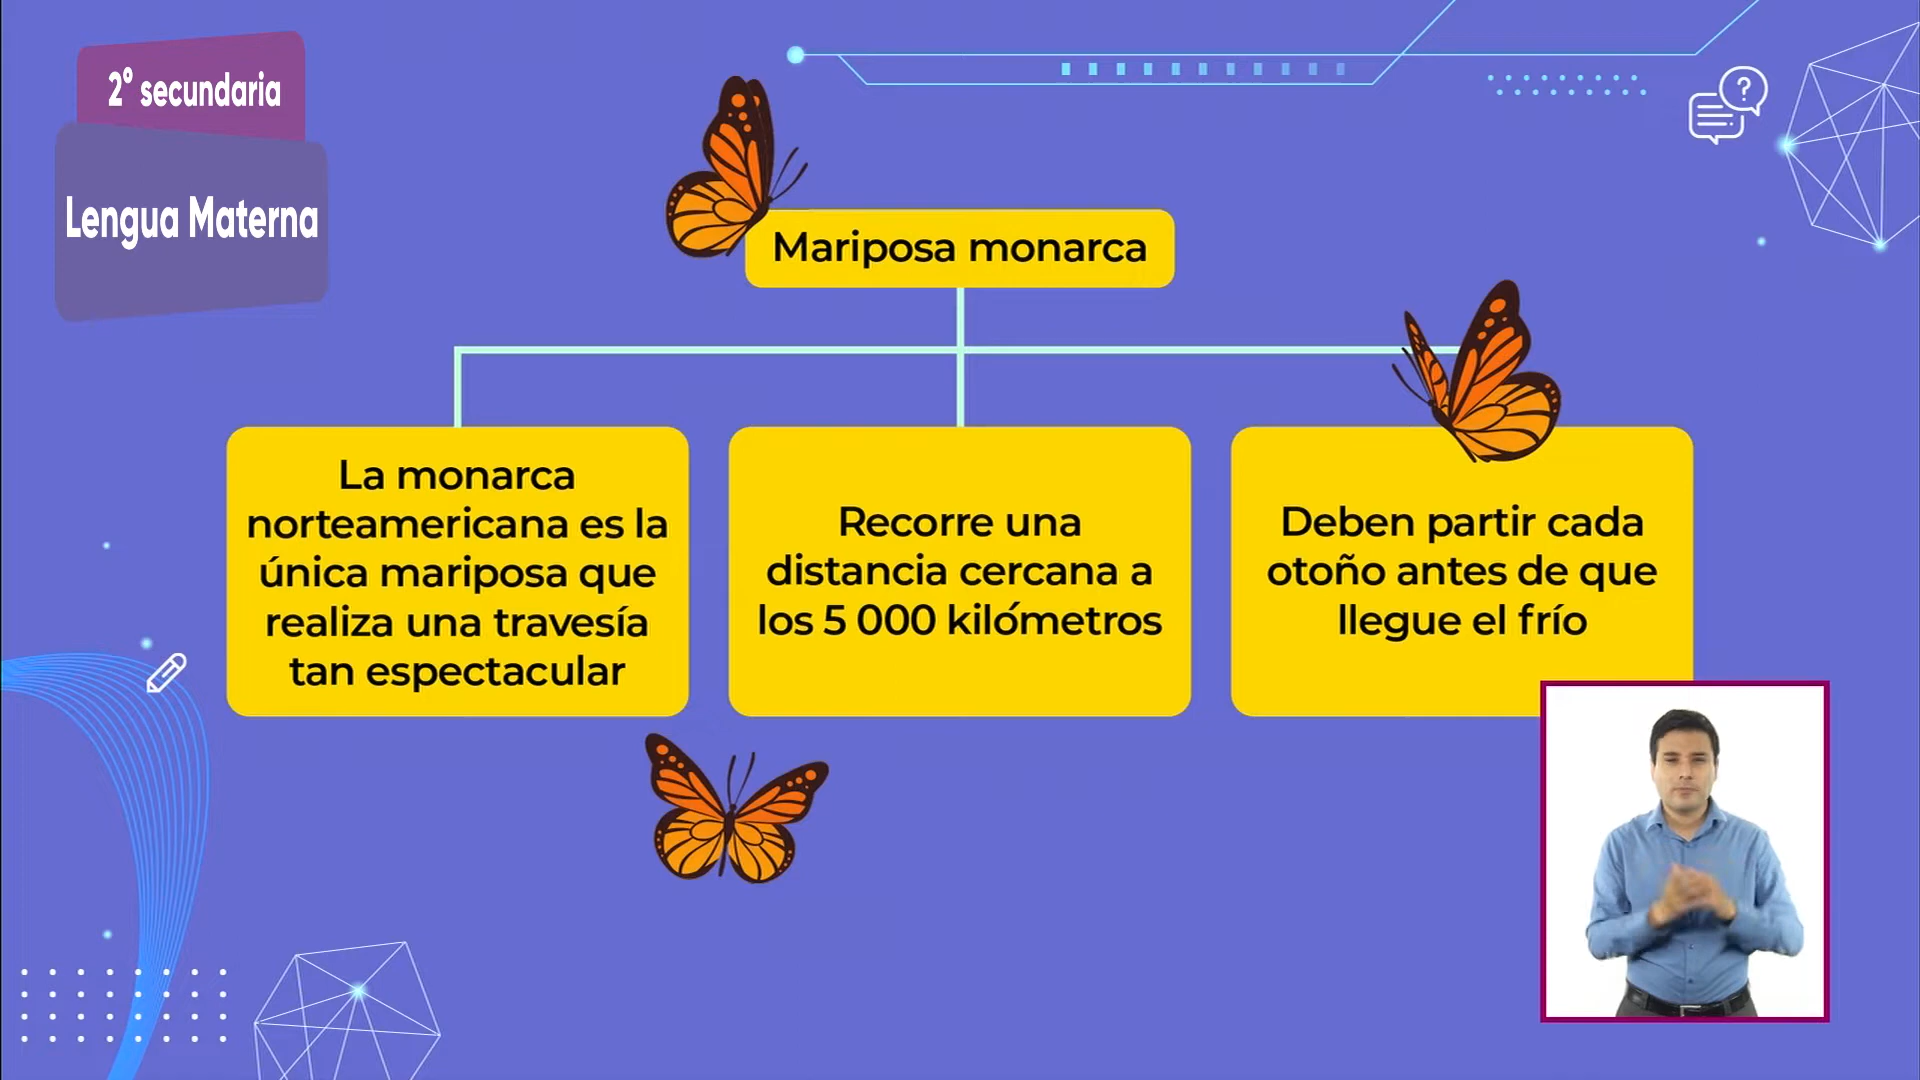 2° secundaria
Lengua Materna
Mariposa monarca
La monarca
norteamericana es la
única mariposa que
realiza una travesía
tan espectacular
Recorre una
distancia cercana a
los 5 000 kilómetros
Deben partir cada
otoño antes de que
llegue el frío
?